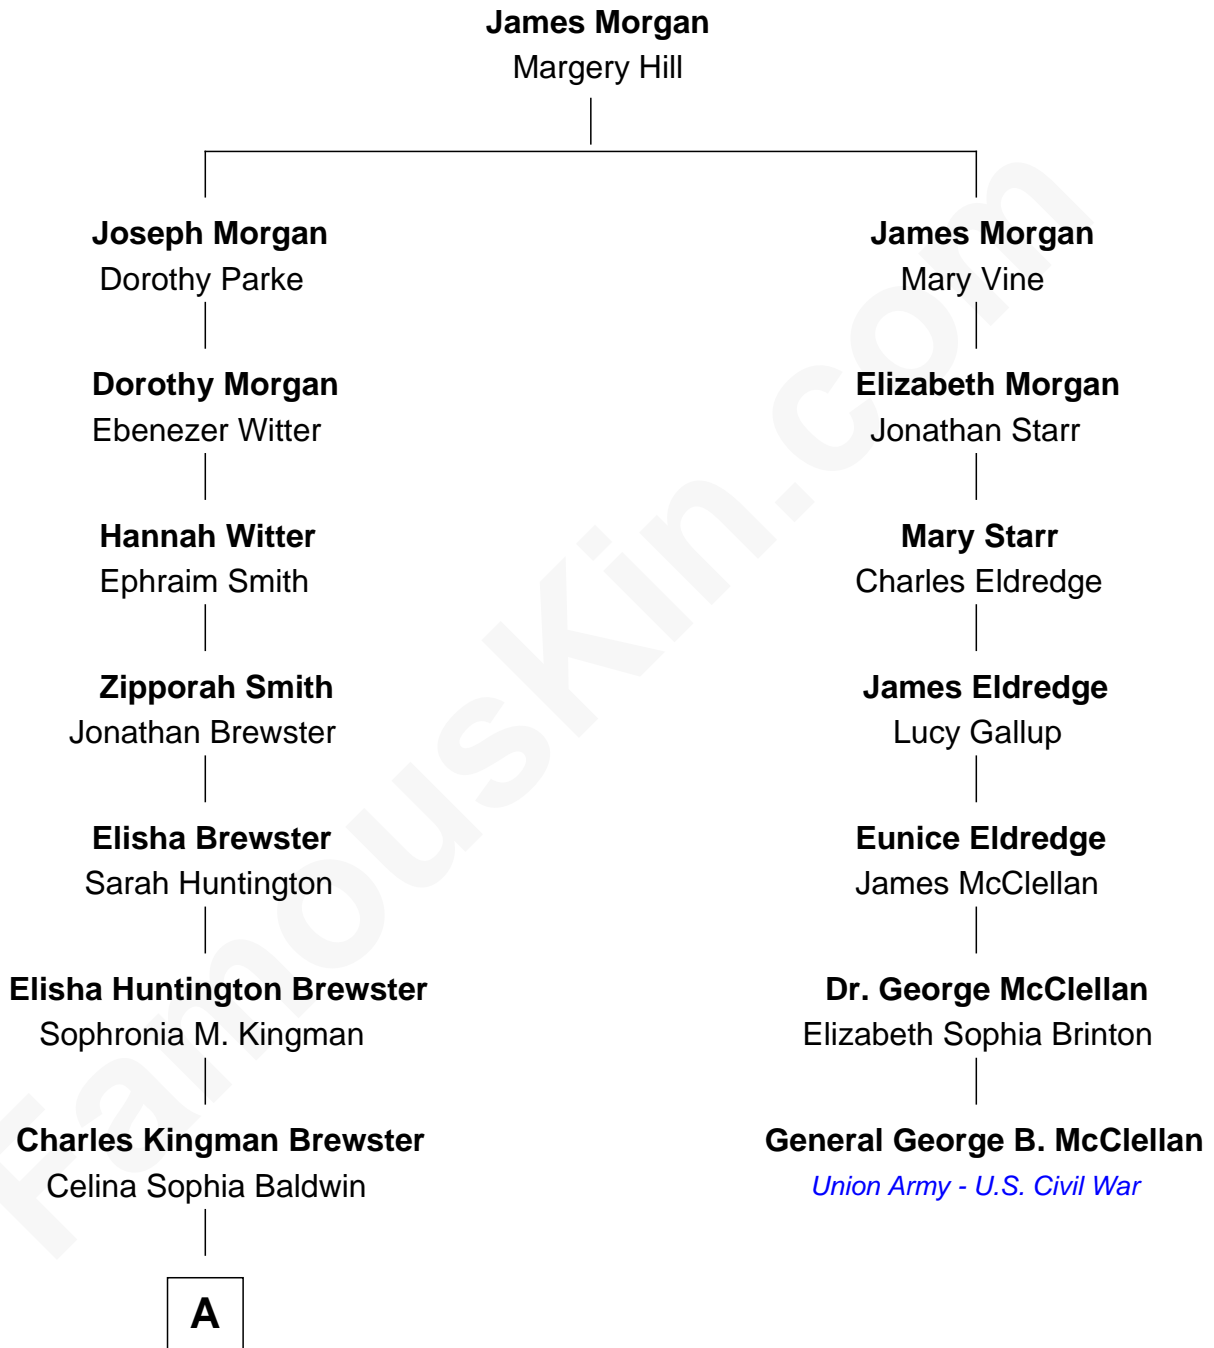 James Morgan
Margery Hill
Joseph Morgan
Dorothy Parke
James Morgan
Mary Vine
Dorothy Morgan
Ebenezer Witter
Elizabeth Morgan
Jonathan Starr
Hannah Witter
Ephraim Smith
Mary Starr
Charles Eldredge
Zipporah Smith
Jonathan Brewster
James Eldredge
Lucy Gallup
Elisha Brewster
Sarah Huntington
Eunice Eldredge
James McClellan
Elisha Huntington Brewster
Sophronia M. Kingman
Dr. George McClellan
Elizabeth Sophia Brinton
Charles Kingman Brewster
Celina Sophia Baldwin
General George B. McClellan
Union Army - U.S. Civil War
A
FamousKin.com